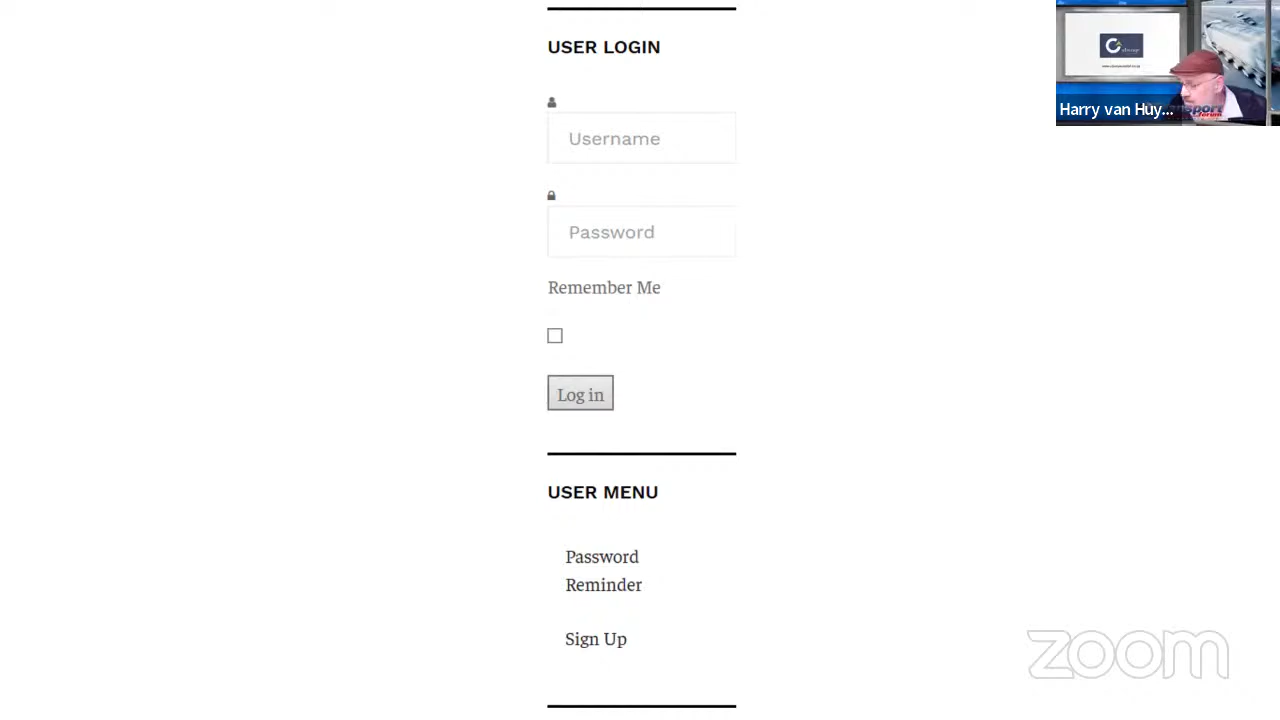 USER LOGIN
Username
Password
Remember Me
Log in
USER MENU
Password
Reminder
Sign Up
Harry van Huy...
zoom